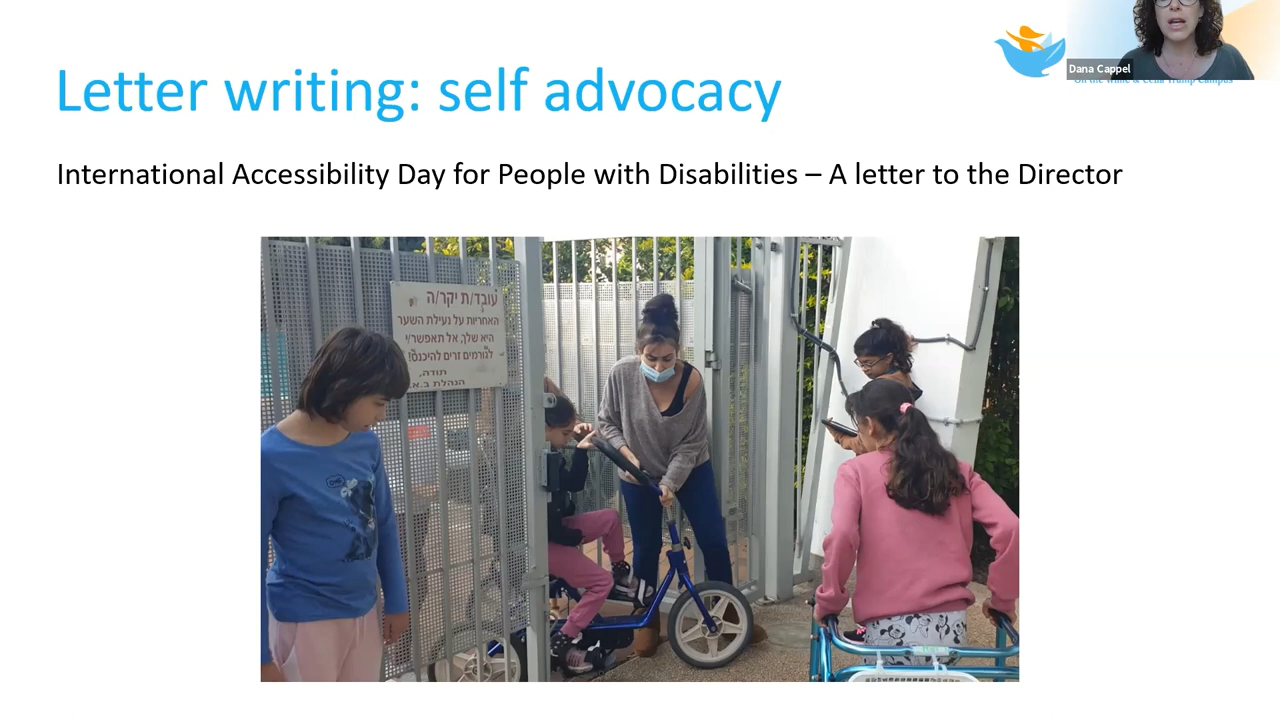 Letter writing: self advocacy
Dana Cappel
International Accessibility Day for People with Disabilities – A letter to the Director
עובד/ת יקר/ה
האחריות על נעילת השער
היא שלך, אל תאפשר/י
לגורמים זרים להיכנס!
תודה,
הנהלת ב.א.